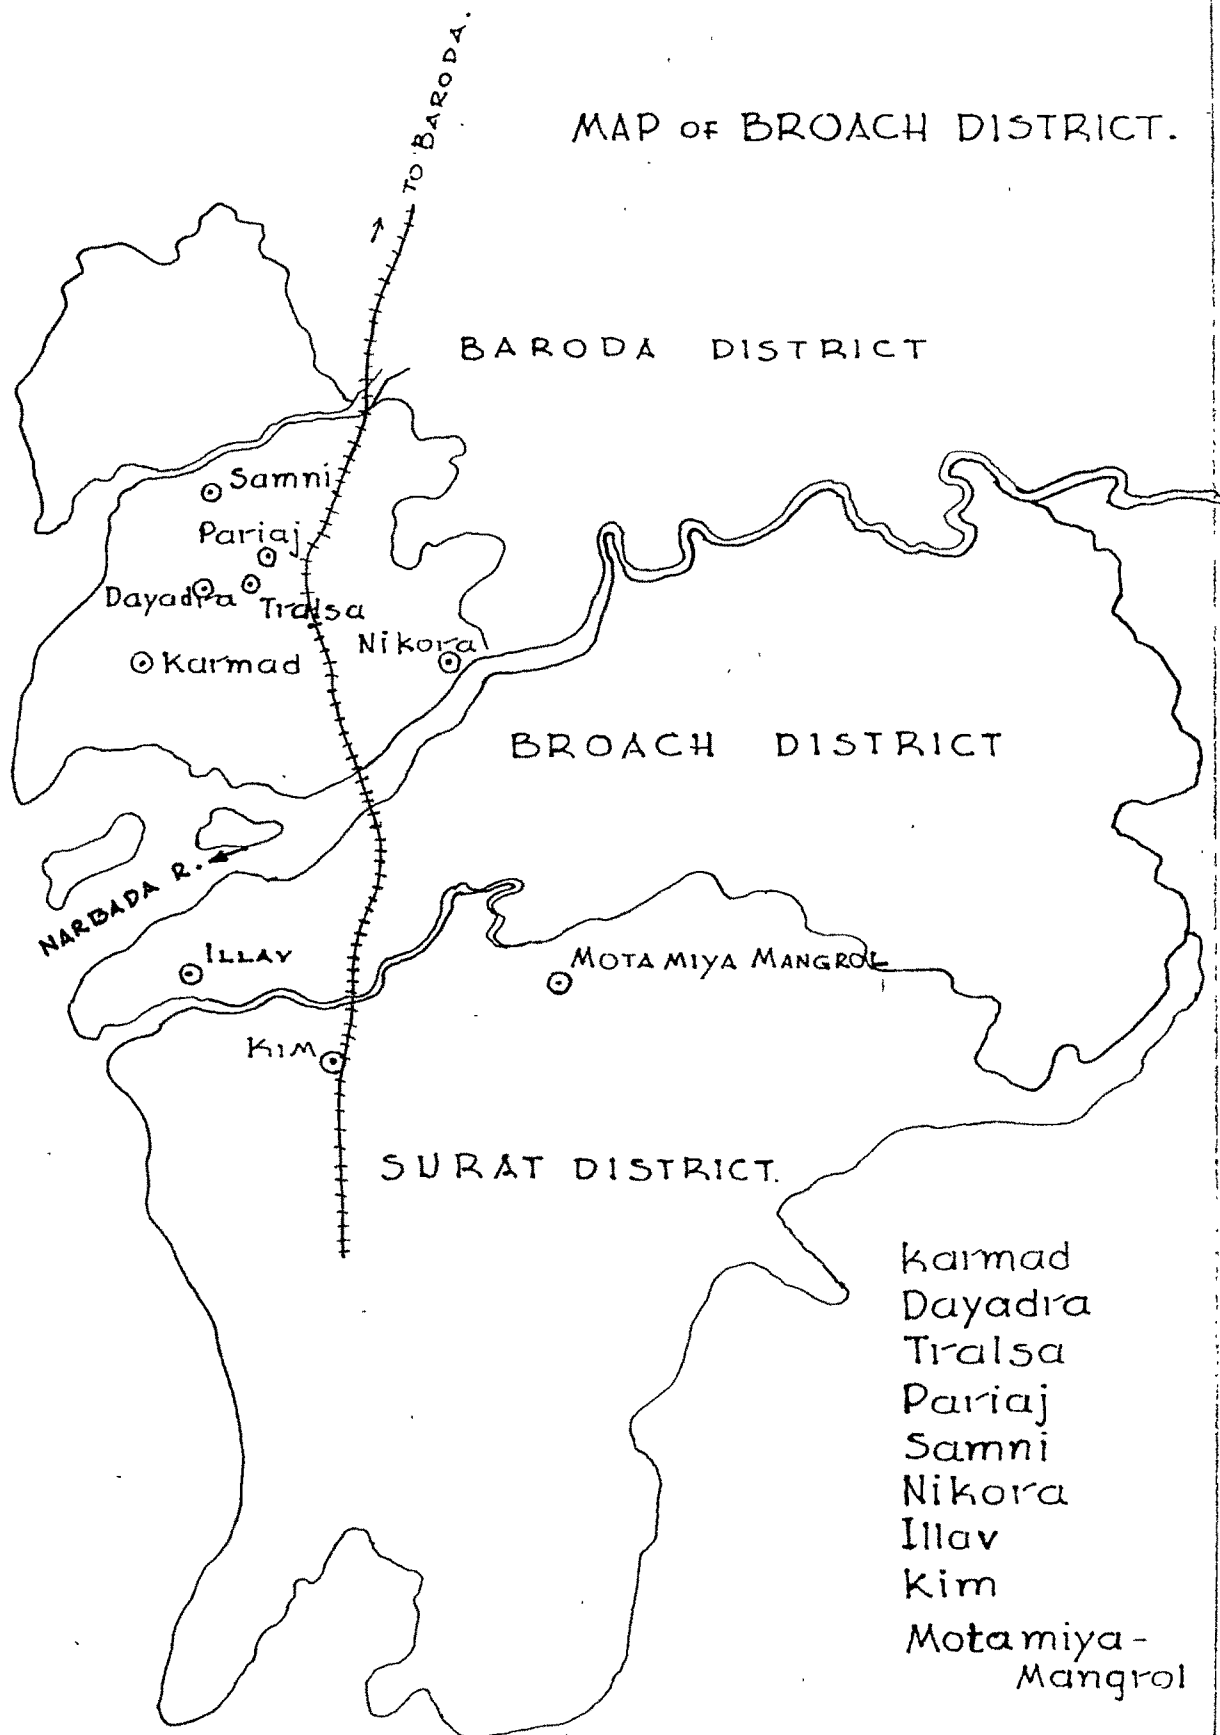 TO BARODA.
MAP OF BROACH DISTRICT.
BARODA DISTRICT
Samni
Pariaj
Dayadra
Tralsa
Nikora
Karmad
BROACH DISTRICT
NARBADA R.
ILLAV
MOTA MIYA MANGROL
KIM
SURAT DISTRICT.
Karmad
Dayadra
Tralsa
Pariaj
Samni
Nikora
Illav
Kim
Motamiya-
Mangrol